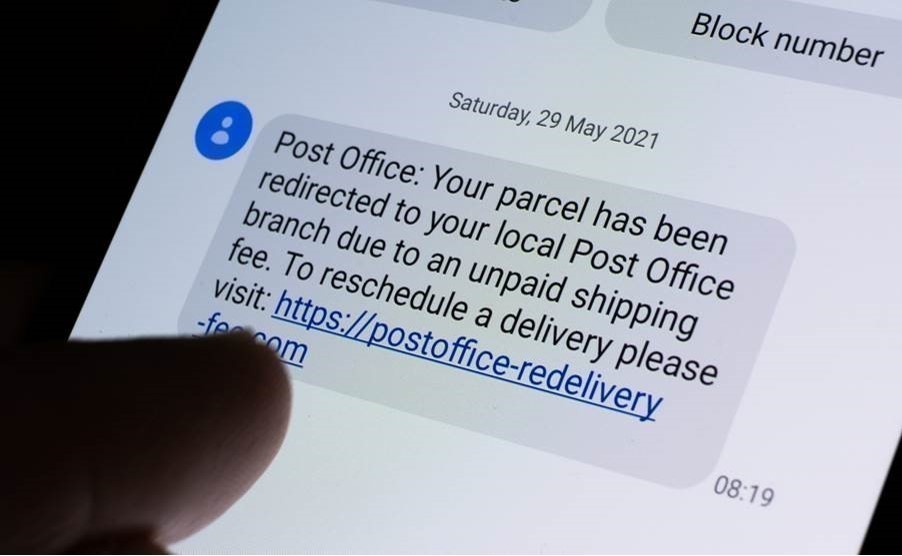 Block number
Saturday, 29 May 2021
Post Office: Your parcel has been
redirected to your local Post Office
branch due to an unpaid shipping
fee. To reschedule a delivery please
visit: https://postoffice-redelivery
08:19